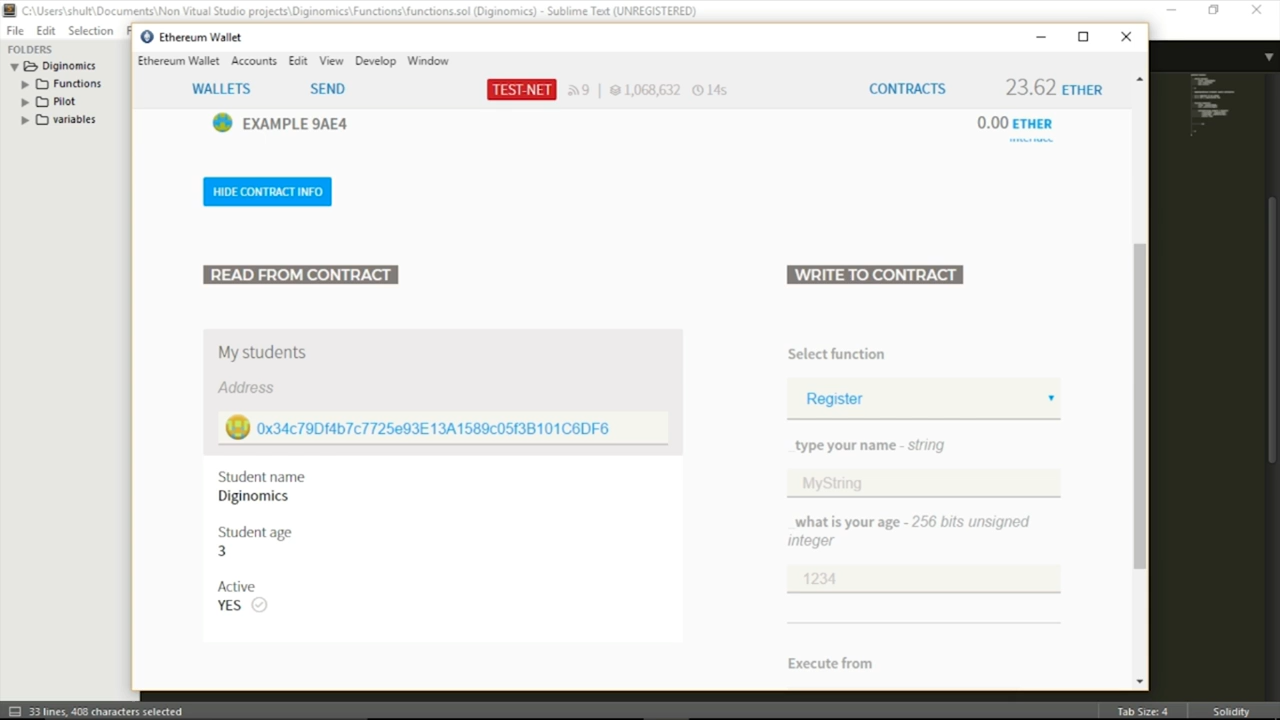 C:\Users\shult\Documents\Non Vitual Studio projects\Diginomics\Functions\functions.sol (Diginomics) - Sublime Text (UNREGISTERED)
File Edit Selection F
FOLDERS
Diginomics
Functions
Pilot
variables
Ethereum Wallet
Ethereum Wallet Accounts Edit View Develop Window
WALLETS SEND TEST-NET 9 | 1,068,632 14s CONTRACTS 23.62 ETHER
EXAMPLE 9AE4 0.00 ETHER
HIDE CONTRACT INFO
READ FROM CONTRACT
My students
Address
0x34c79Df4b7c7725e93E13A1589c05f3B101C6DF6
Student name
Diginomics
Student age
3
Active
YES
WRITE TO CONTRACT
Select function
Register
_type your name - string
MyString
_what is your age - 256 bits unsigned
integer
1234
Execute from
33 lines, 408 characters selected
Tab Size: 4 Solidity